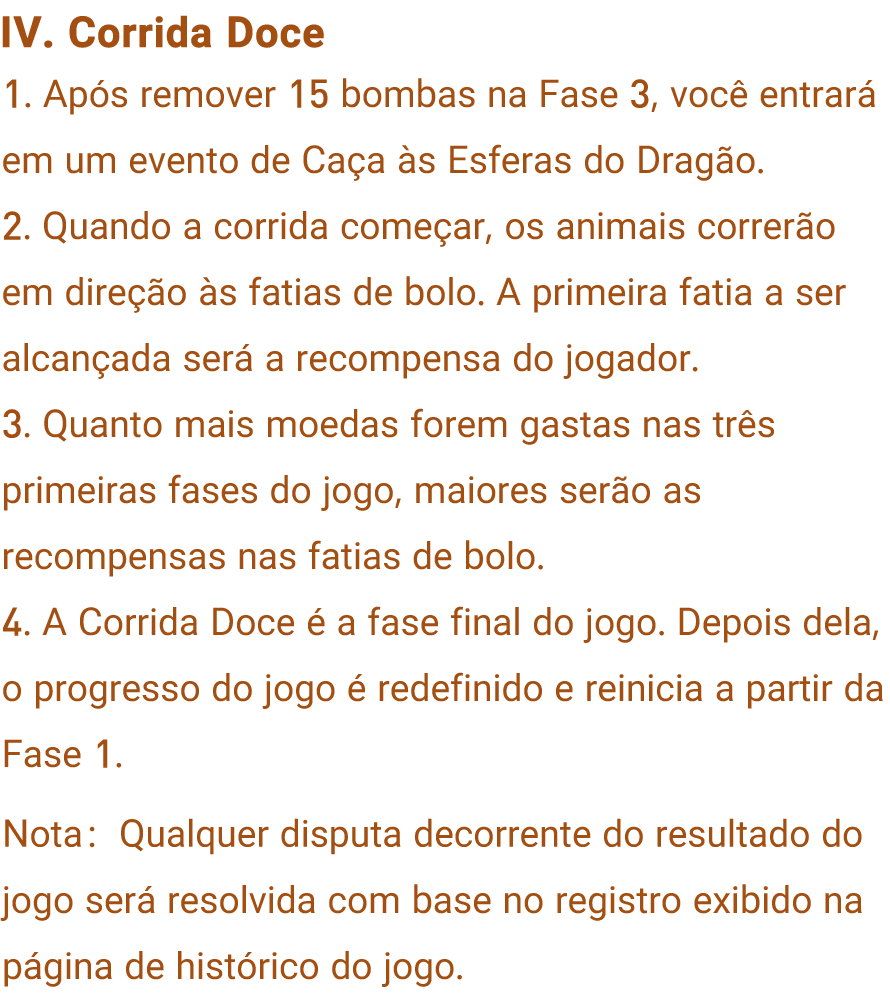 IV. Corrida Doce
1. Após remover 15 bombas na Fase 3, você entrará
em um evento de Caça às Esferas do Dragão.
2. Quando a corrida começar, os animais correrão
em direção às fatias de bolo. A primeira fatia a ser
alcançada será a recompensa do jogador.
3. Quanto mais moedas forem gastas nas três
primeiras fases do jogo, maiores serão as
recompensas nas fatias de bolo.
4. A Corrida Doce é a fase final do jogo. Depois dela,
o progresso do jogo é redefinido e reinicia a partir da
Fase 1.
Nota：Qualquer disputa decorrente do resultado do
jogo será resolvida com base no registro exibido na
página de histórico do jogo.